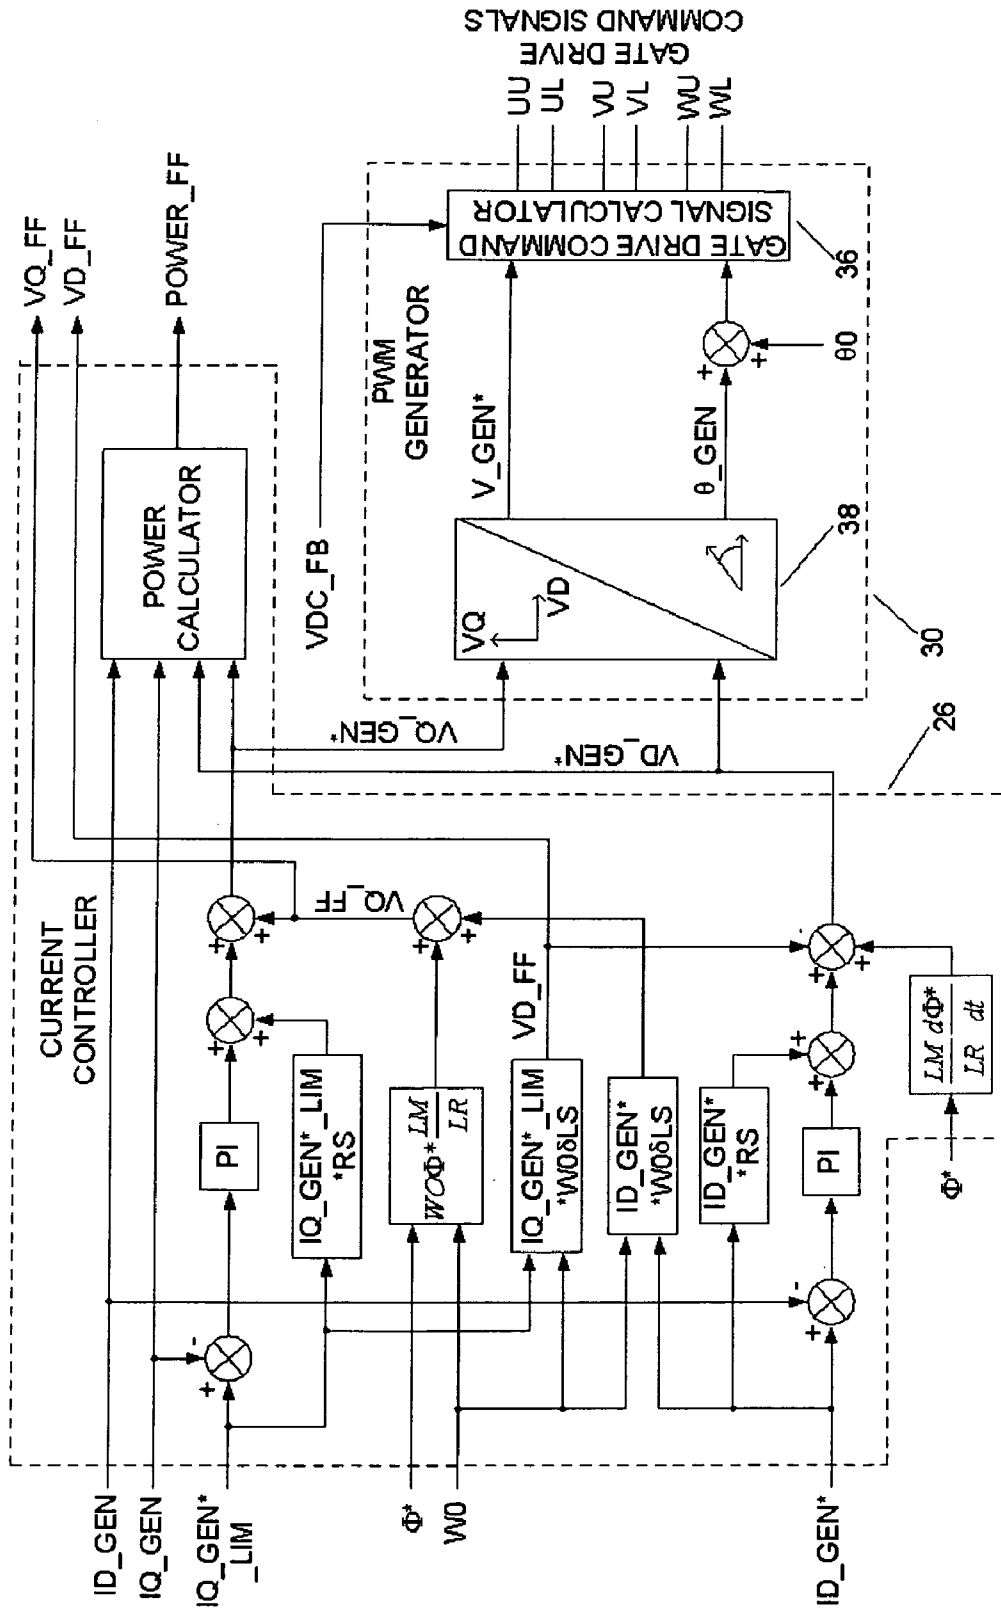 ID_GEN
IQ_GEN
IQ_GEN*
_LIM
Φ*
W0
ID_GEN*
CURRENT
CONTROLLER
+
-
PI
+
+
+
+
IQ_GEN*_LIM
*RS
WOΦ* LM
LR
+
+
VQ_FF
IQ_GEN*_LIM
*W0δLS
VD_FF
ID_GEN*
*W0δLS
ID_GEN*
*RS
+
-
PI
+
+
+
+
+
LM dΦ*
LR dt
Φ*
26
POWER
CALCULATOR
VQ_FF
VD_FF
POWER_FF
VDC_FB
VQ_GEN*
VD_GEN*
PWM
GENERATOR
VQ
VD
38
30
V_GEN*
θ_GEN
+
+
θ0
GATE DRIVE COMMAND
SIGNAL CALCULATOR
36
UU
UL
VU
VL
WU
WL
GATE DRIVE
COMMAND SIGNALS